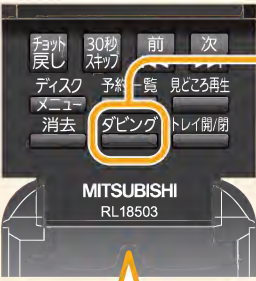 チョット戻し 30秒スキップ 前 次
ディスク 予約一覧 見どころ再生
メニュー
消去 ダビング トレイ開/閉
MITSUBISHI
RL18503